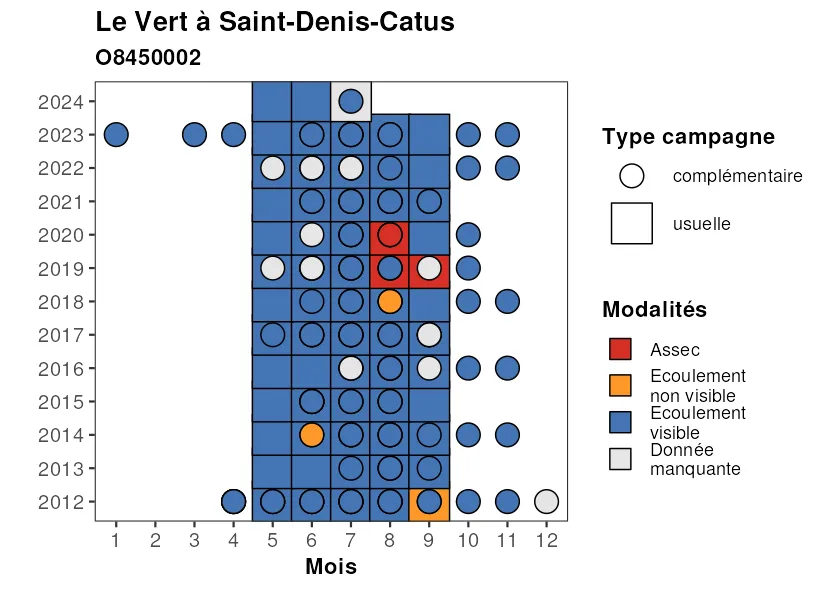 Le Vert à Saint-Denis-Catus
O8450002
2024
2023
2022
2021
2020
2019
2018
2017
2016
2015
2014
2013
2012
1 2 3 4 5 6 7 8 9 10 11 12
Mois
Type campagne
complémentaire
usuelle
Modalités
Assec
Ecoulement
non visible
Ecoulement
visible
Donnée
manquante